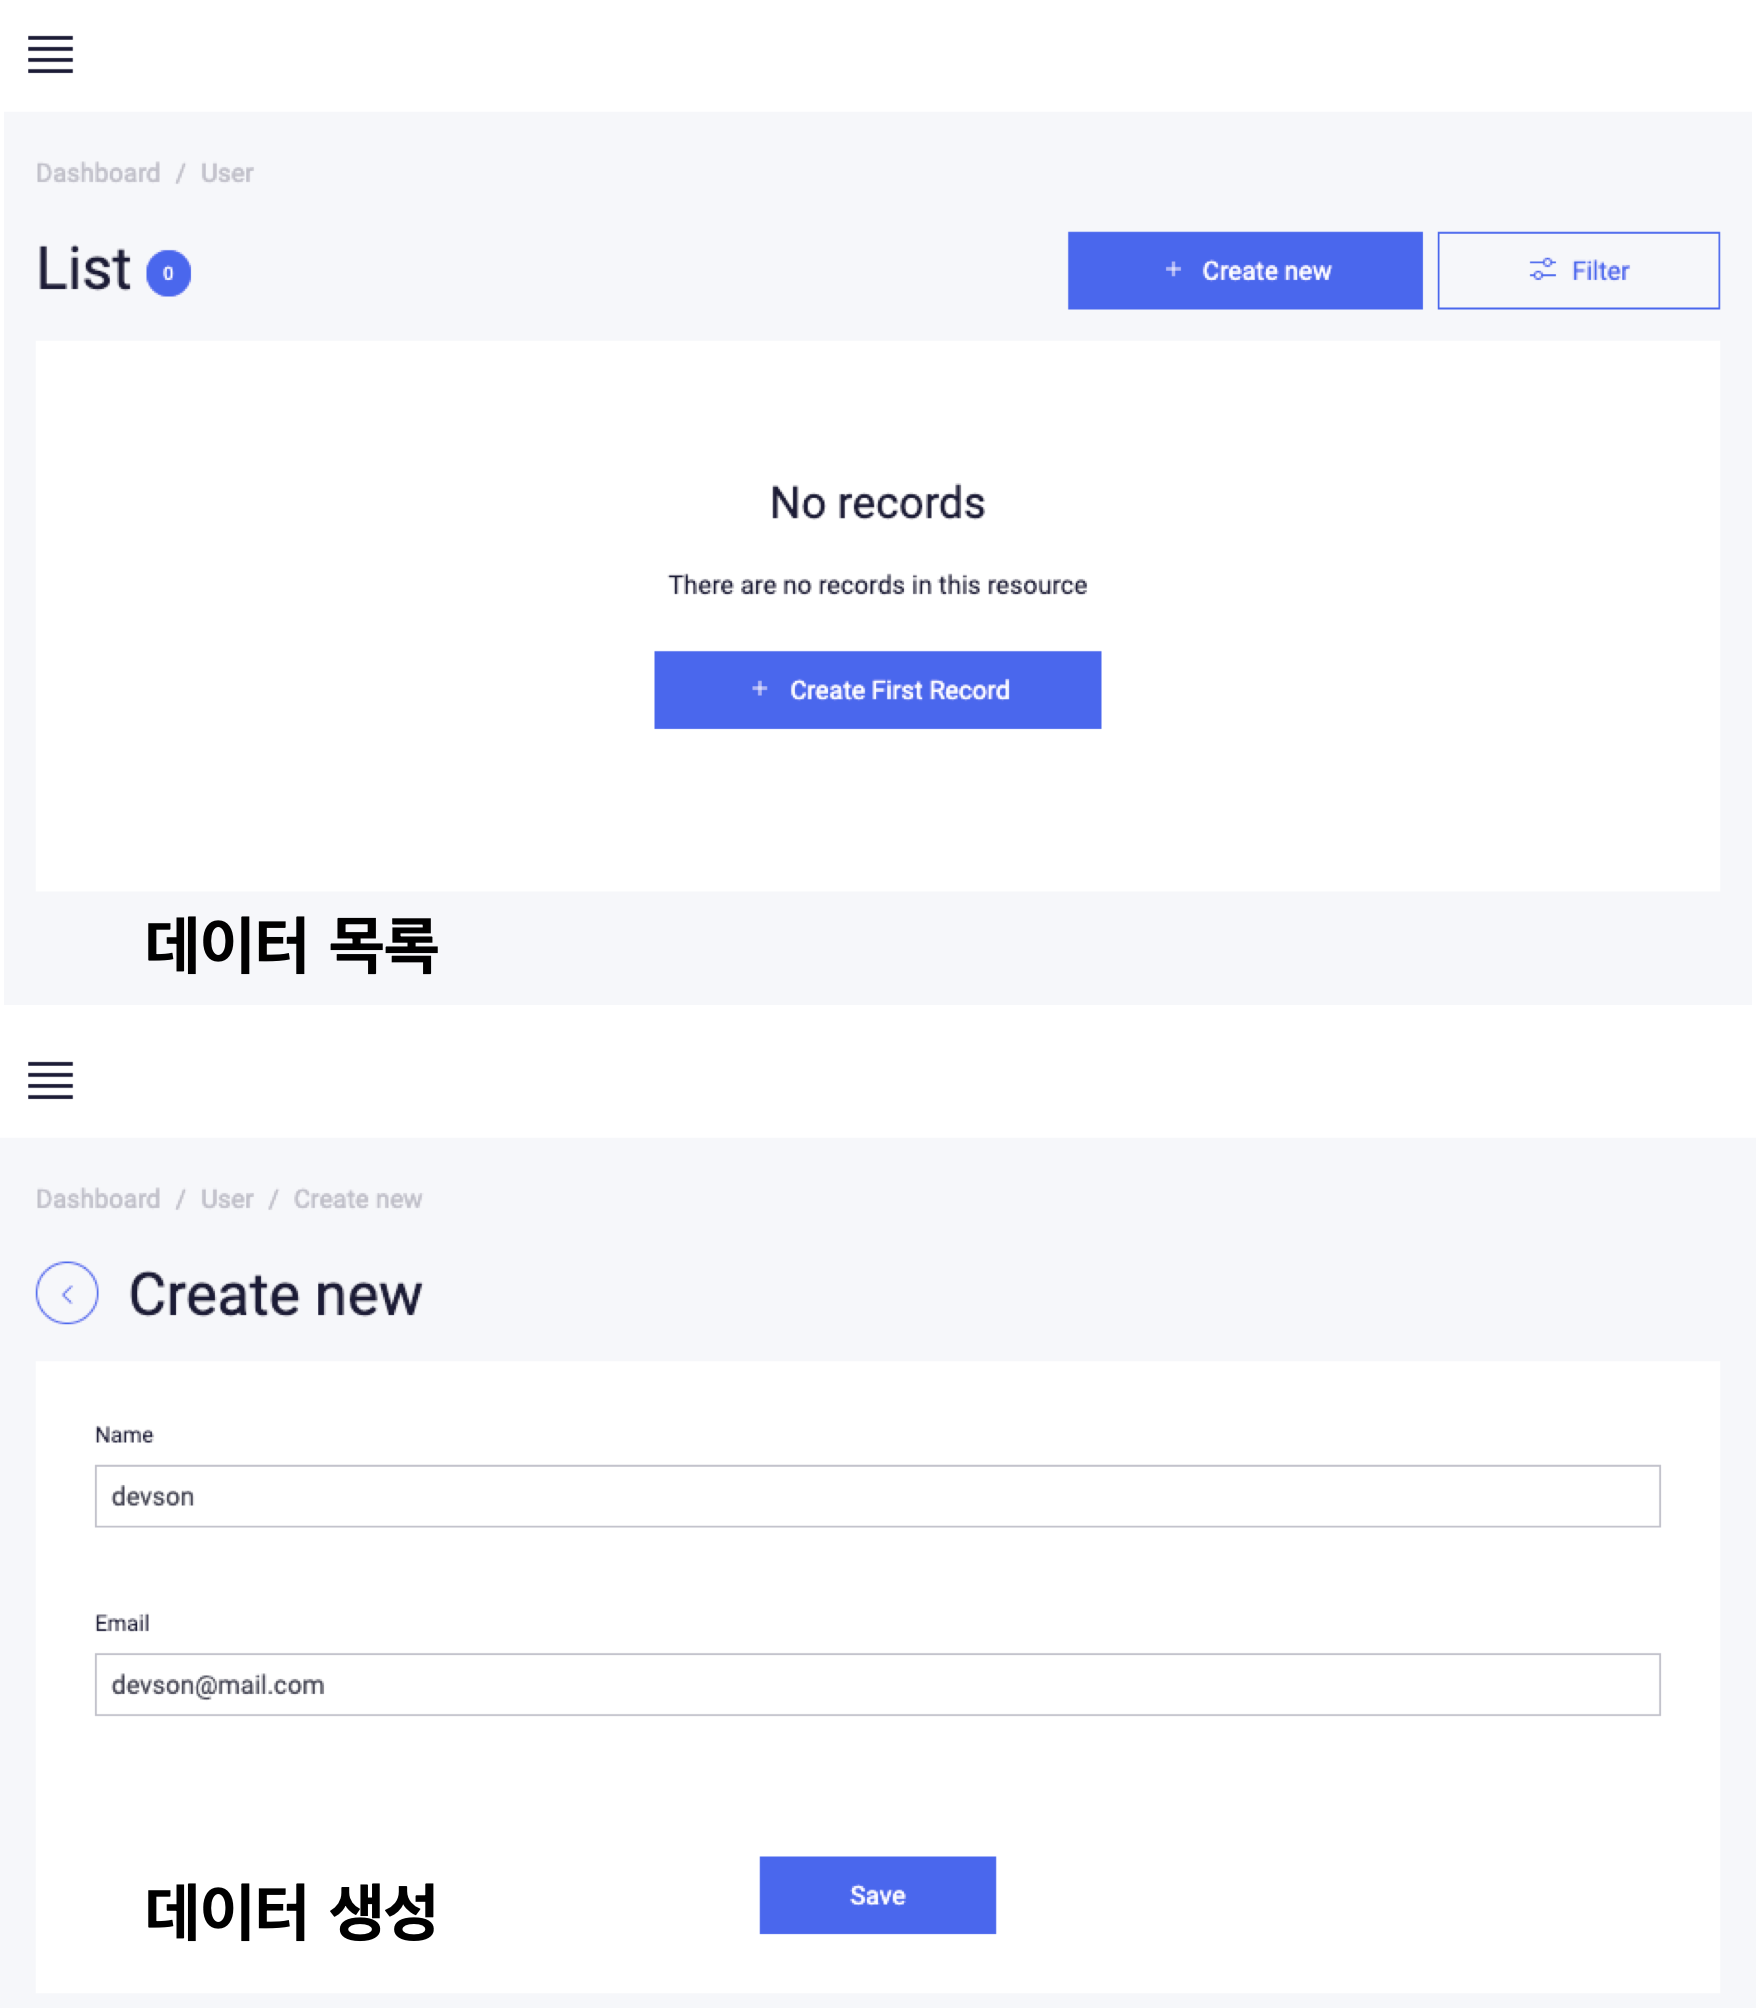 Dashboard / User
List 0
+ Create new
Filter
No records
There are no records in this resource
+ Create First Record
데이터 목록
Dashboard / User / Create new
< Create new
Name
devson
Email
devson@mail.com
Save
데이터 생성